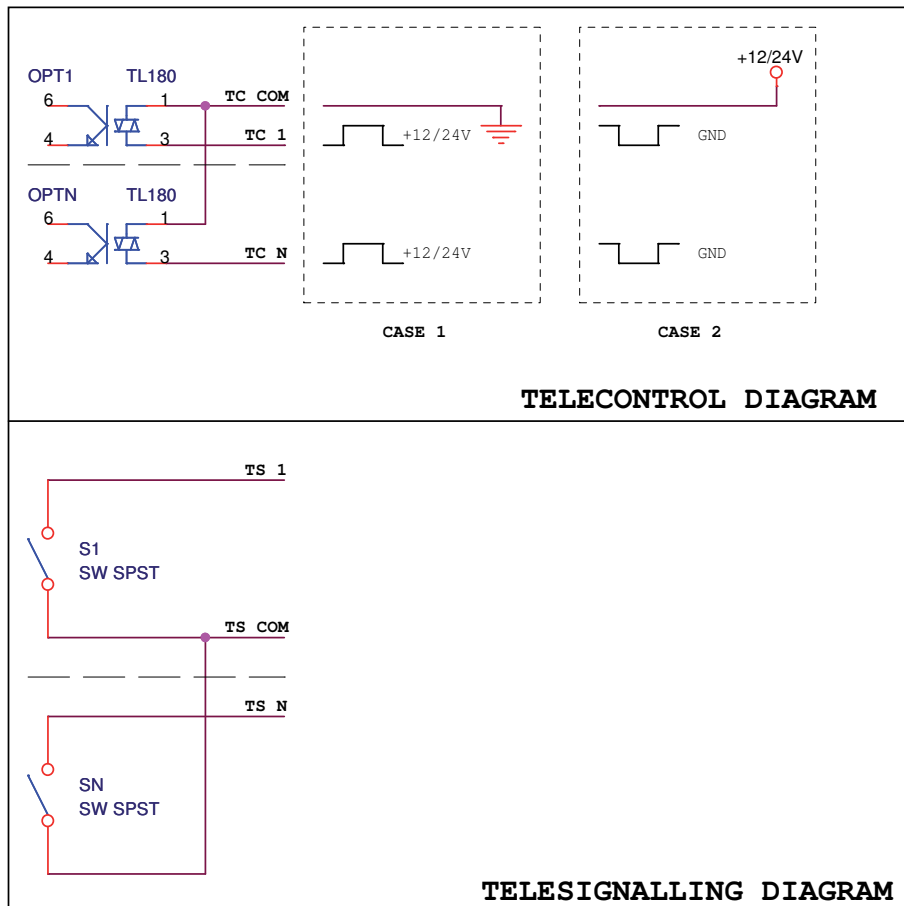 OPT1 TL180
6 1 TC COM
4 3 TC 1
+12/24V
+12/24V
GND
OPTN TL180
6 1
4 3 TC N
+12/24V
GND
CASE 1 CASE 2
TELECONTROL DIAGRAM
TS 1
S1
SW SPST
TS COM
TS N
SN
SW SPST
TELESIGNALLING DIAGRAM